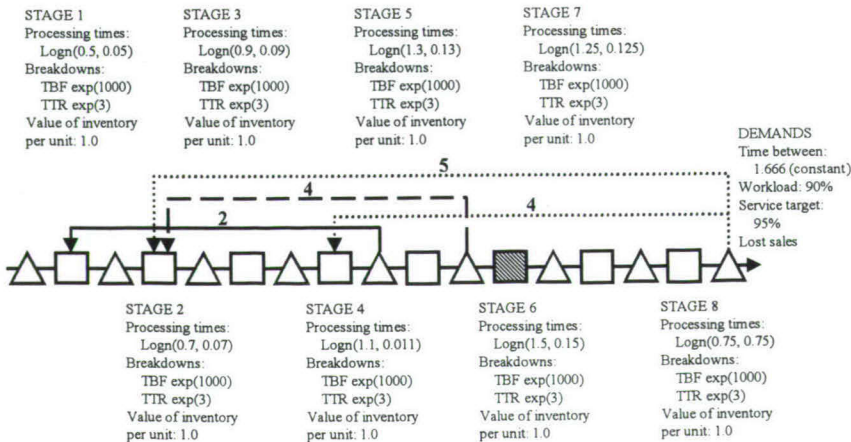 STAGE 1
Processing times:
Logn(0.5, 0.05)
Breakdowns:
TBF exp(1000)
TTR exp(3)
Value of inventory
per unit: 1.0
STAGE 3
Processing times:
Logn(0.9, 0.09)
Breakdowns:
TBF exp(1000)
TTR exp(3)
Value of inventory
per unit: 1.0
STAGE 5
Processing times:
Logn(1.3, 0.13)
Breakdowns:
TBF exp(1000)
TTR exp(3)
Value of inventory
per unit: 1.0
STAGE 7
Processing times:
Logn(1.25, 0.125)
Breakdowns:
TBF exp(1000)
TTR exp(3)
Value of inventory
per unit: 1.0
DEMANDS
Time between:
1.666 (constant)
Workload: 90%
Service target:
95%
Lost sales
5
4
4
2
STAGE 2
Processing times:
Logn(0.7, 0.07)
Breakdowns:
TBF exp(1000)
TTR exp(3)
Value of inventory
per unit: 1.0
STAGE 4
Processing times:
Logn(1.1, 0.011)
Breakdowns:
TBF exp(1000)
TTR exp(3)
Value of inventory
per unit: 1.0
STAGE 6
Processing times:
Logn(1.5, 0.15)
Breakdowns:
TBF exp(1000)
TTR exp(3)
Value of inventory
per unit: 1.0
STAGE 8
Processing times:
Logn(0.75, 0.75)
Breakdowns:
TBF exp(1000)
TTR exp(3)
Value of inventory
per unit: 1.0